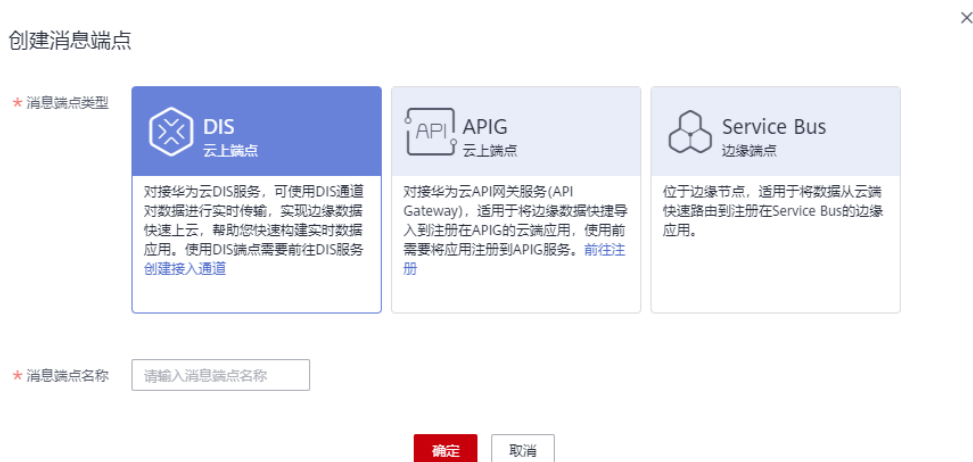 创建消息端点
* 消息端点类型
DIS
云上端点
对接华为云DIS服务，可使用DIS通道
对数据进行实时传输，实现边缘数据
快速上云，帮助您快速构建实时数据
应用。使用DIS端点需要前往DIS服务
创建接入通道
API
APIG
云上端点
对接华为云API网关服务(API
Gateway)，适用于将边缘数据快捷导
入到注册在APIG的云端应用，使用前
需要将应用注册到APIG服务。前往注
册
Service Bus
边缘端点
位于边缘节点，适用于将数据从云端
快速路由到注册在Service Bus的边缘
应用。
* 消息端点名称
请输入消息端点名称
确定
取消